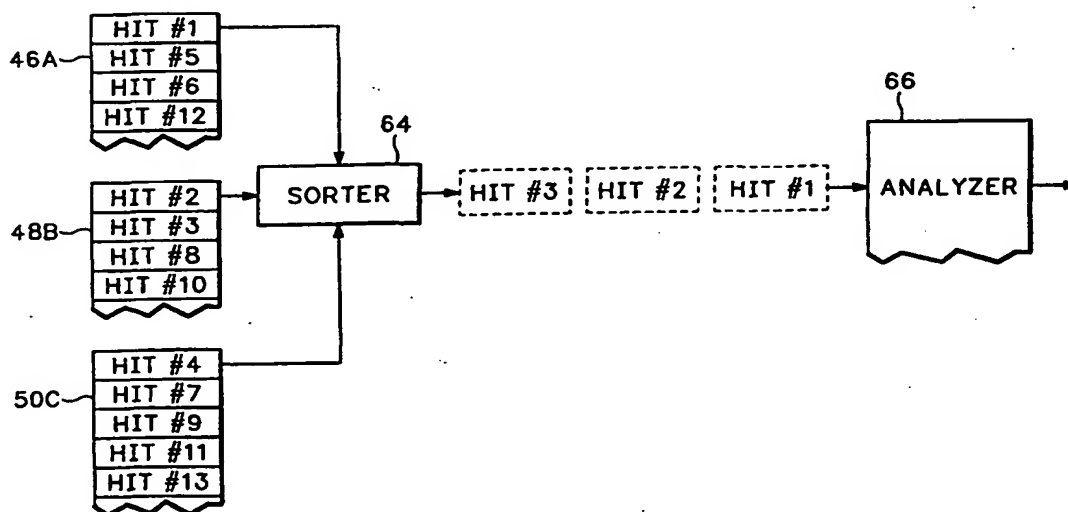 46A
HIT #1
HIT #5
HIT #6
HIT #12
48B
HIT #2
HIT #3
HIT #8
HIT #10
50C
HIT #4
HIT #7
HIT #9
HIT #11
HIT #13
64
SORTER
HIT #3 HIT #2 HIT #1
66
ANALYZER